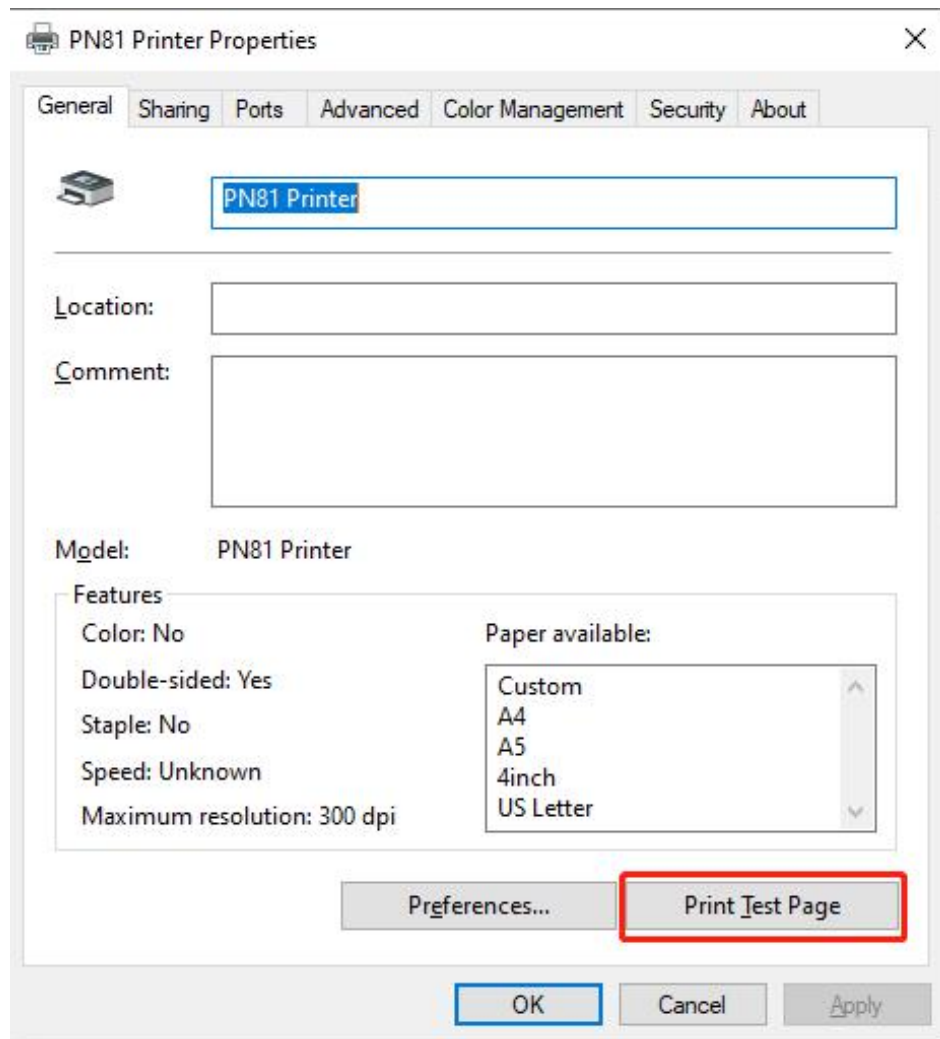 PN81 Printer Properties
General Sharing Ports Advanced Color Management Security About
PN81 Printer
Location:
Comment:
Model: PN81 Printer
Features
Color: No
Double-sided: Yes
Staple: No
Speed: Unknown
Maximum resolution: 300 dpi
Paper available:
Custom
A4
A5
4inch
US Letter
Preferences... Print Test Page
OK Cancel Apply